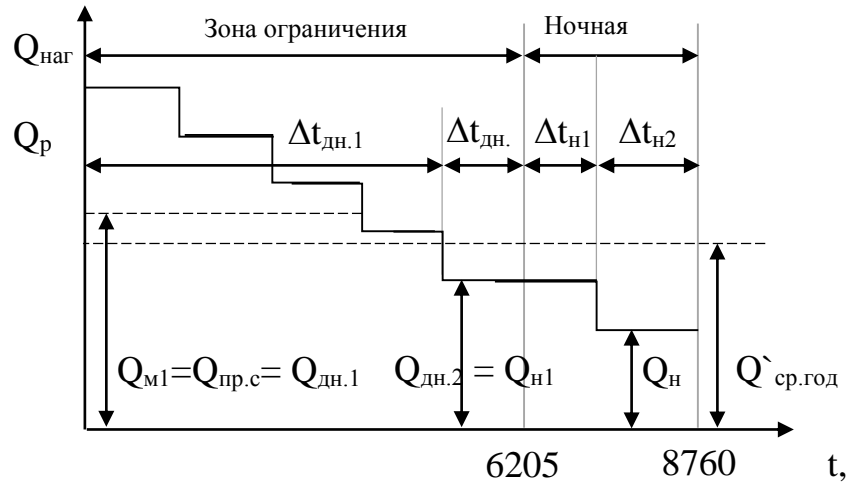 Зона ограничения Ночная
Qнаг
Qр Δtдн.1 Δtдн. Δtн1 Δtн2
Qм1=Qпр.с= Qдн.1 Qдн.2 = Qн1 Qн Q`ср.год
6205 8760 t,